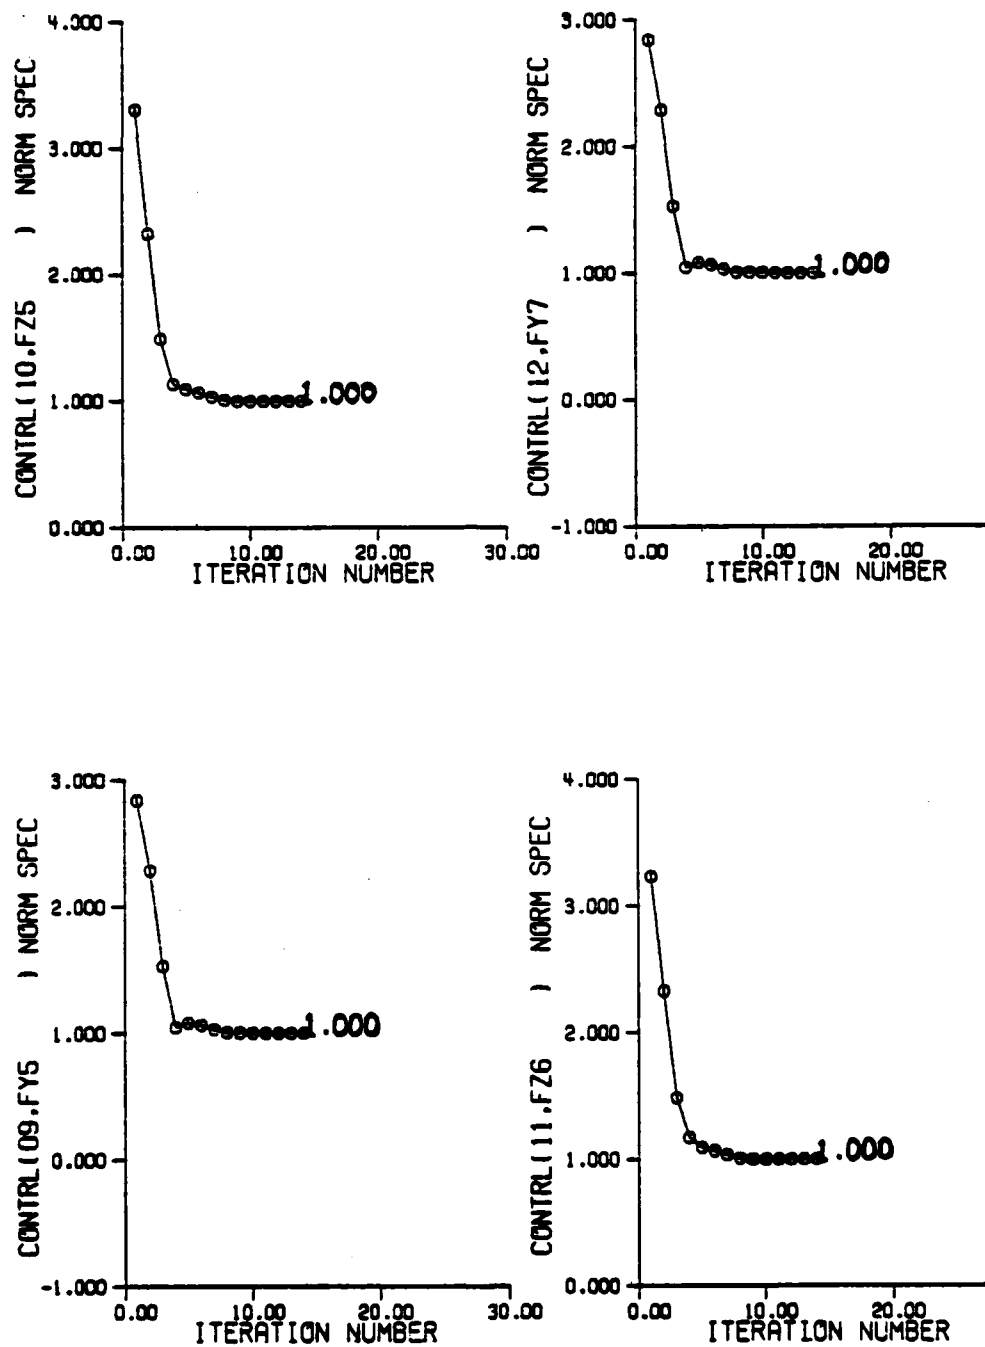 4.000
3.000
2.000
1.000
0.000
CONTRL(10,FZ5 ) NORM SPEC
1.000
0.00 10.00 20.00 30.00
ITERATION NUMBER
3.000
2.000
1.000
0.000
-1.000
CONTRL(12,FY7 ) NORM SPEC
1.000
0.00 10.00 20.00
ITERATION NUMBER
3.000
2.000
1.000
0.000
-1.000
CONTRL(09,FY5 ) NORM SPEC
1.000
0.00 10.00 20.00 30.00
ITERATION NUMBER
4.000
3.000
2.000
1.000
0.000
CONTRL(11,FZ6 ) NORM SPEC
1.000
0.00 10.00 20.00
ITERATION NUMBER